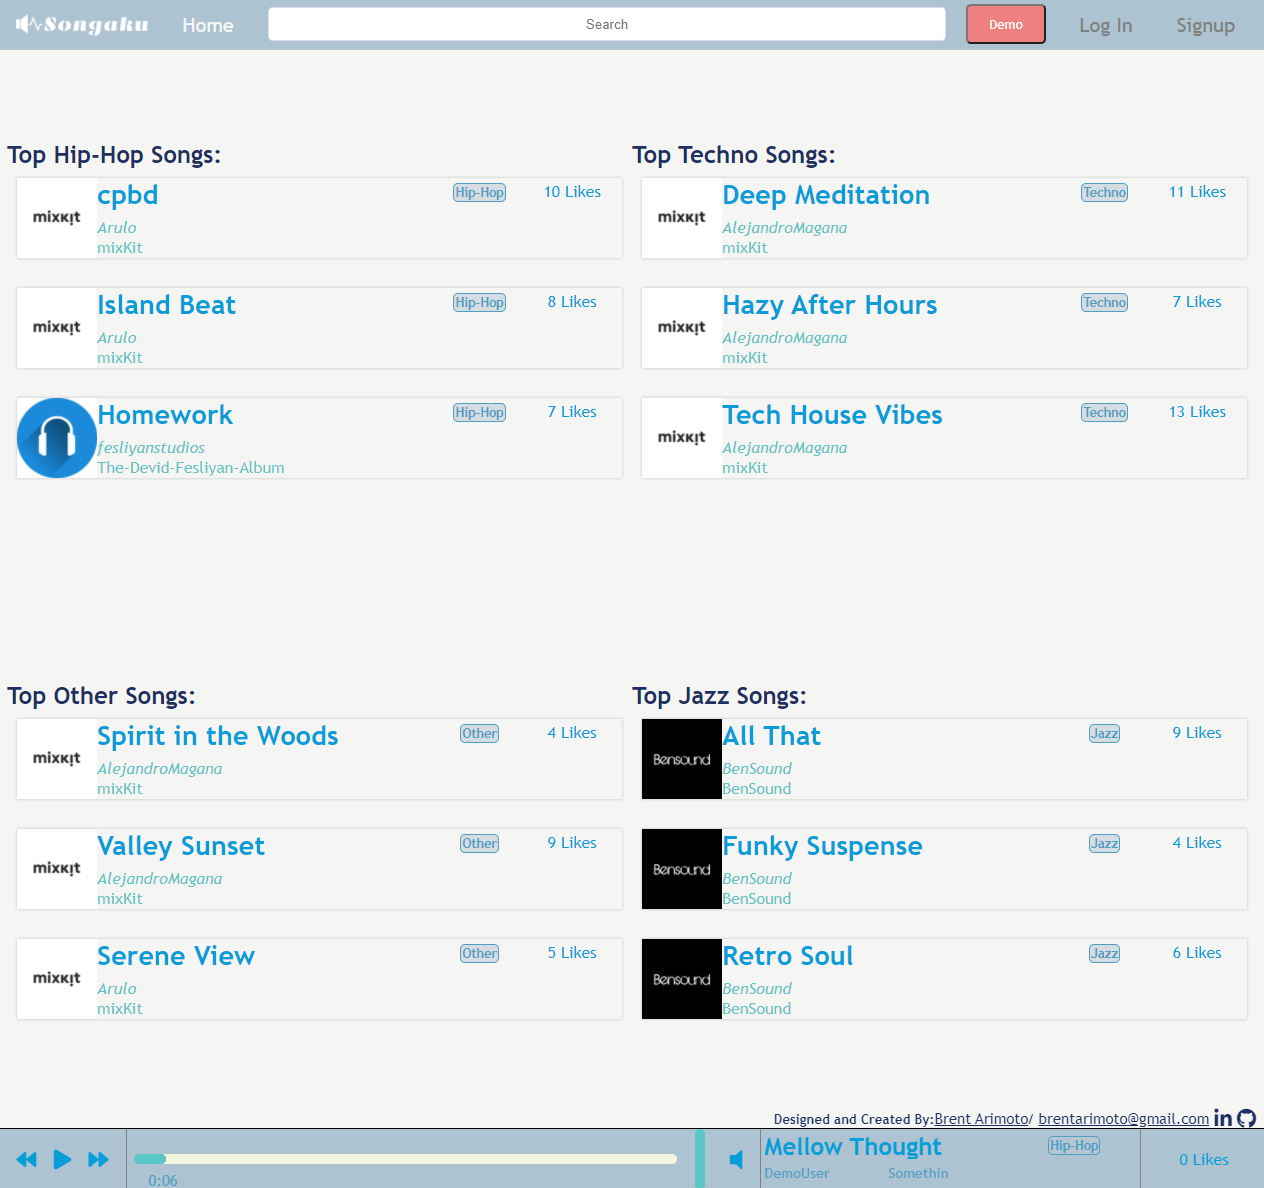 Songaku Home Search Demo Log In Signup
Top Hip-Hop Songs:
mixkit cpbd Hip-Hop 10 Likes
Arulo
mixKit
mixkit Island Beat Hip-Hop 8 Likes
Arulo
mixKit
Homework Hip-Hop 7 Likes
fesliyanstudios
The-Devid-Fesliyan-Album
Top Techno Songs:
mixkit Deep Meditation Techno 11 Likes
AlejandroMagana
mixKit
mixkit Hazy After Hours Techno 7 Likes
AlejandroMagana
mixKit
mixkit Tech House Vibes Techno 13 Likes
AlejandroMagana
mixKit
Top Other Songs:
mixkit Spirit in the Woods Other 4 Likes
AlejandroMagana
mixKit
mixkit Valley Sunset Other 9 Likes
AlejandroMagana
mixKit
mixkit Serene View Other 5 Likes
Arulo
mixKit
Top Jazz Songs:
Bensound All That Jazz 9 Likes
BenSound
BenSound
Bensound Funky Suspense Jazz 4 Likes
BenSound
BenSound
Bensound Retro Soul Jazz 6 Likes
BenSound
BenSound
Designed and Created By:Brent Arimoto/ brentarimoto@gmail.com in
0:06
Mellow Thought Hip-Hop
DemoUser Somethin
0 Likes